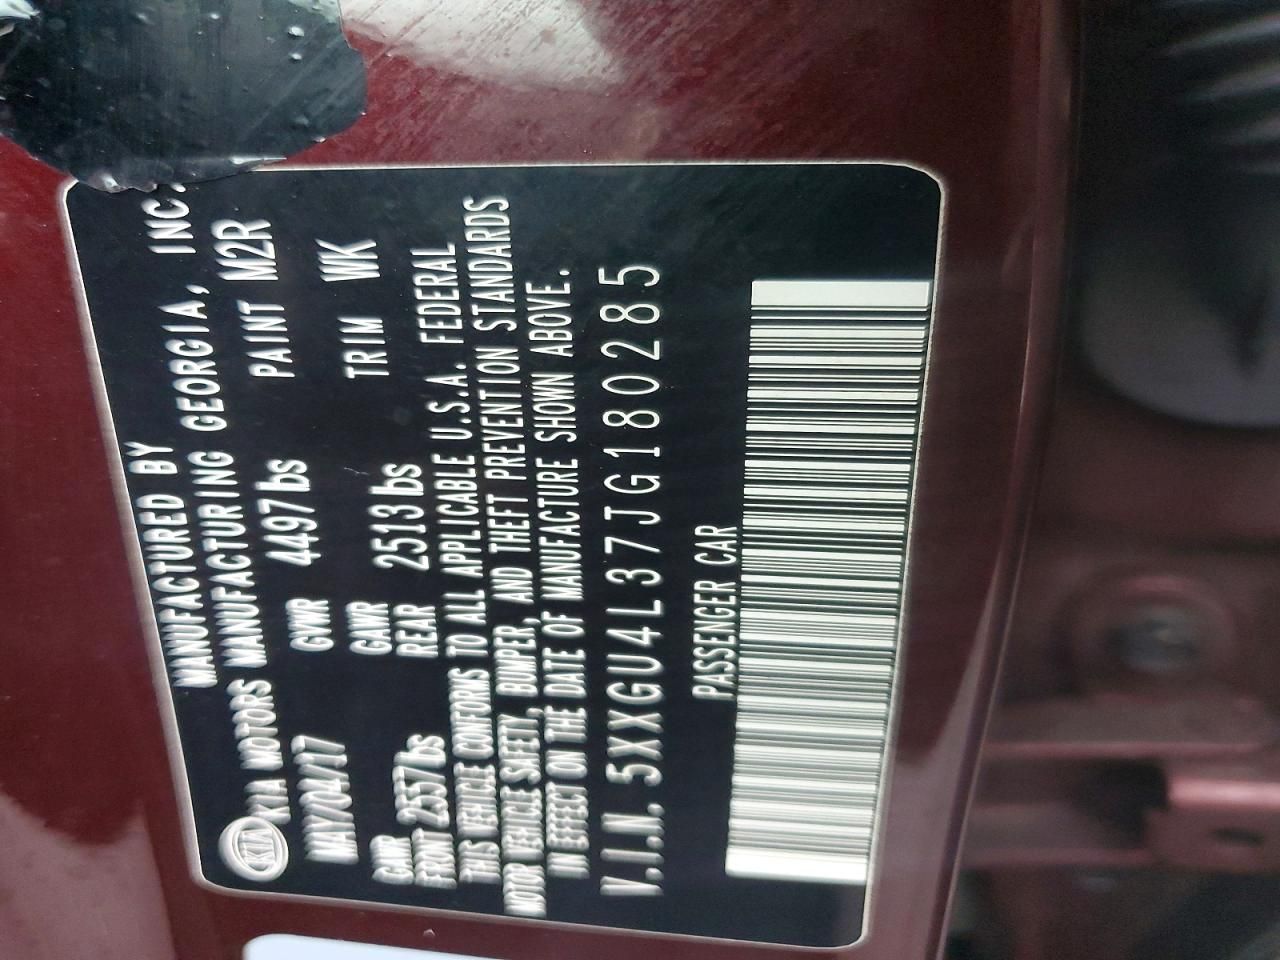 MANUFACTURED BY
KIA KIA MOTORS MANUFACTURING GEORGIA, INC.
MAY/04/17 GVWR 4497lbs PAINT M2R
GAWR FRONT 2557lbs GAWR REAR 2513lbs TRIM WK
THIS VEHICLE CONFORMS TO ALL APPLICABLE U.S.A. FEDERAL
MOTOR VEHICLE SAFETY, BUMPER, AND THEFT PREVENTION STANDARDS
IN EFFECT ON THE DATE OF MANUFACTURE SHOWN ABOVE.
V.I.N. 5XXGU4L37JG180285
PASSENGER CAR